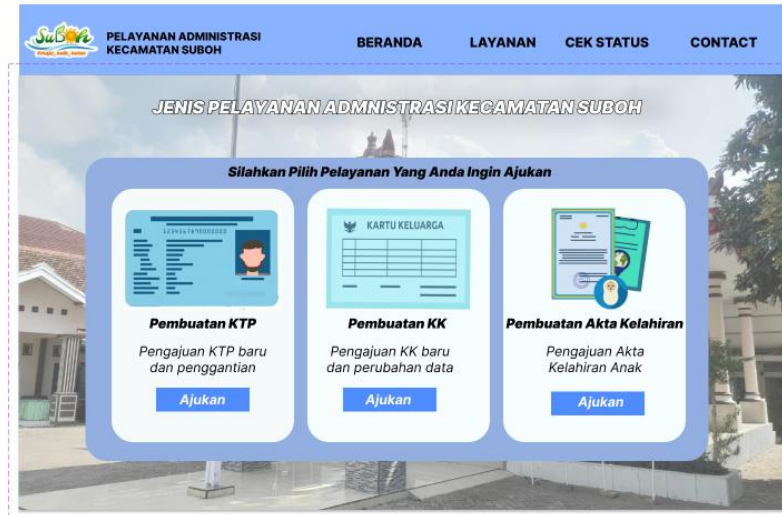 SuBoh
PELAYANAN ADMINISTRASI
KECAMATAN SUBOH
BERANDA
LAYANAN
CEK STATUS
CONTACT
JENIS PELAYANAN ADMNISTRASI KECAMATAN SUBOH
Silahkan Pilih Pelayanan Yang Anda Ingin Ajukan
1234567890000000
KARTU KELUARGA
Pembuatan KTP
Pengajuan KTP baru
dan penggantian
Ajukan
Pembuatan KK
Pengajuan KK baru
dan perubahan data
Ajukan
Pembuatan Akta Kelahiran
Pengajuan Akta
Kelahiran Anak
Ajukan